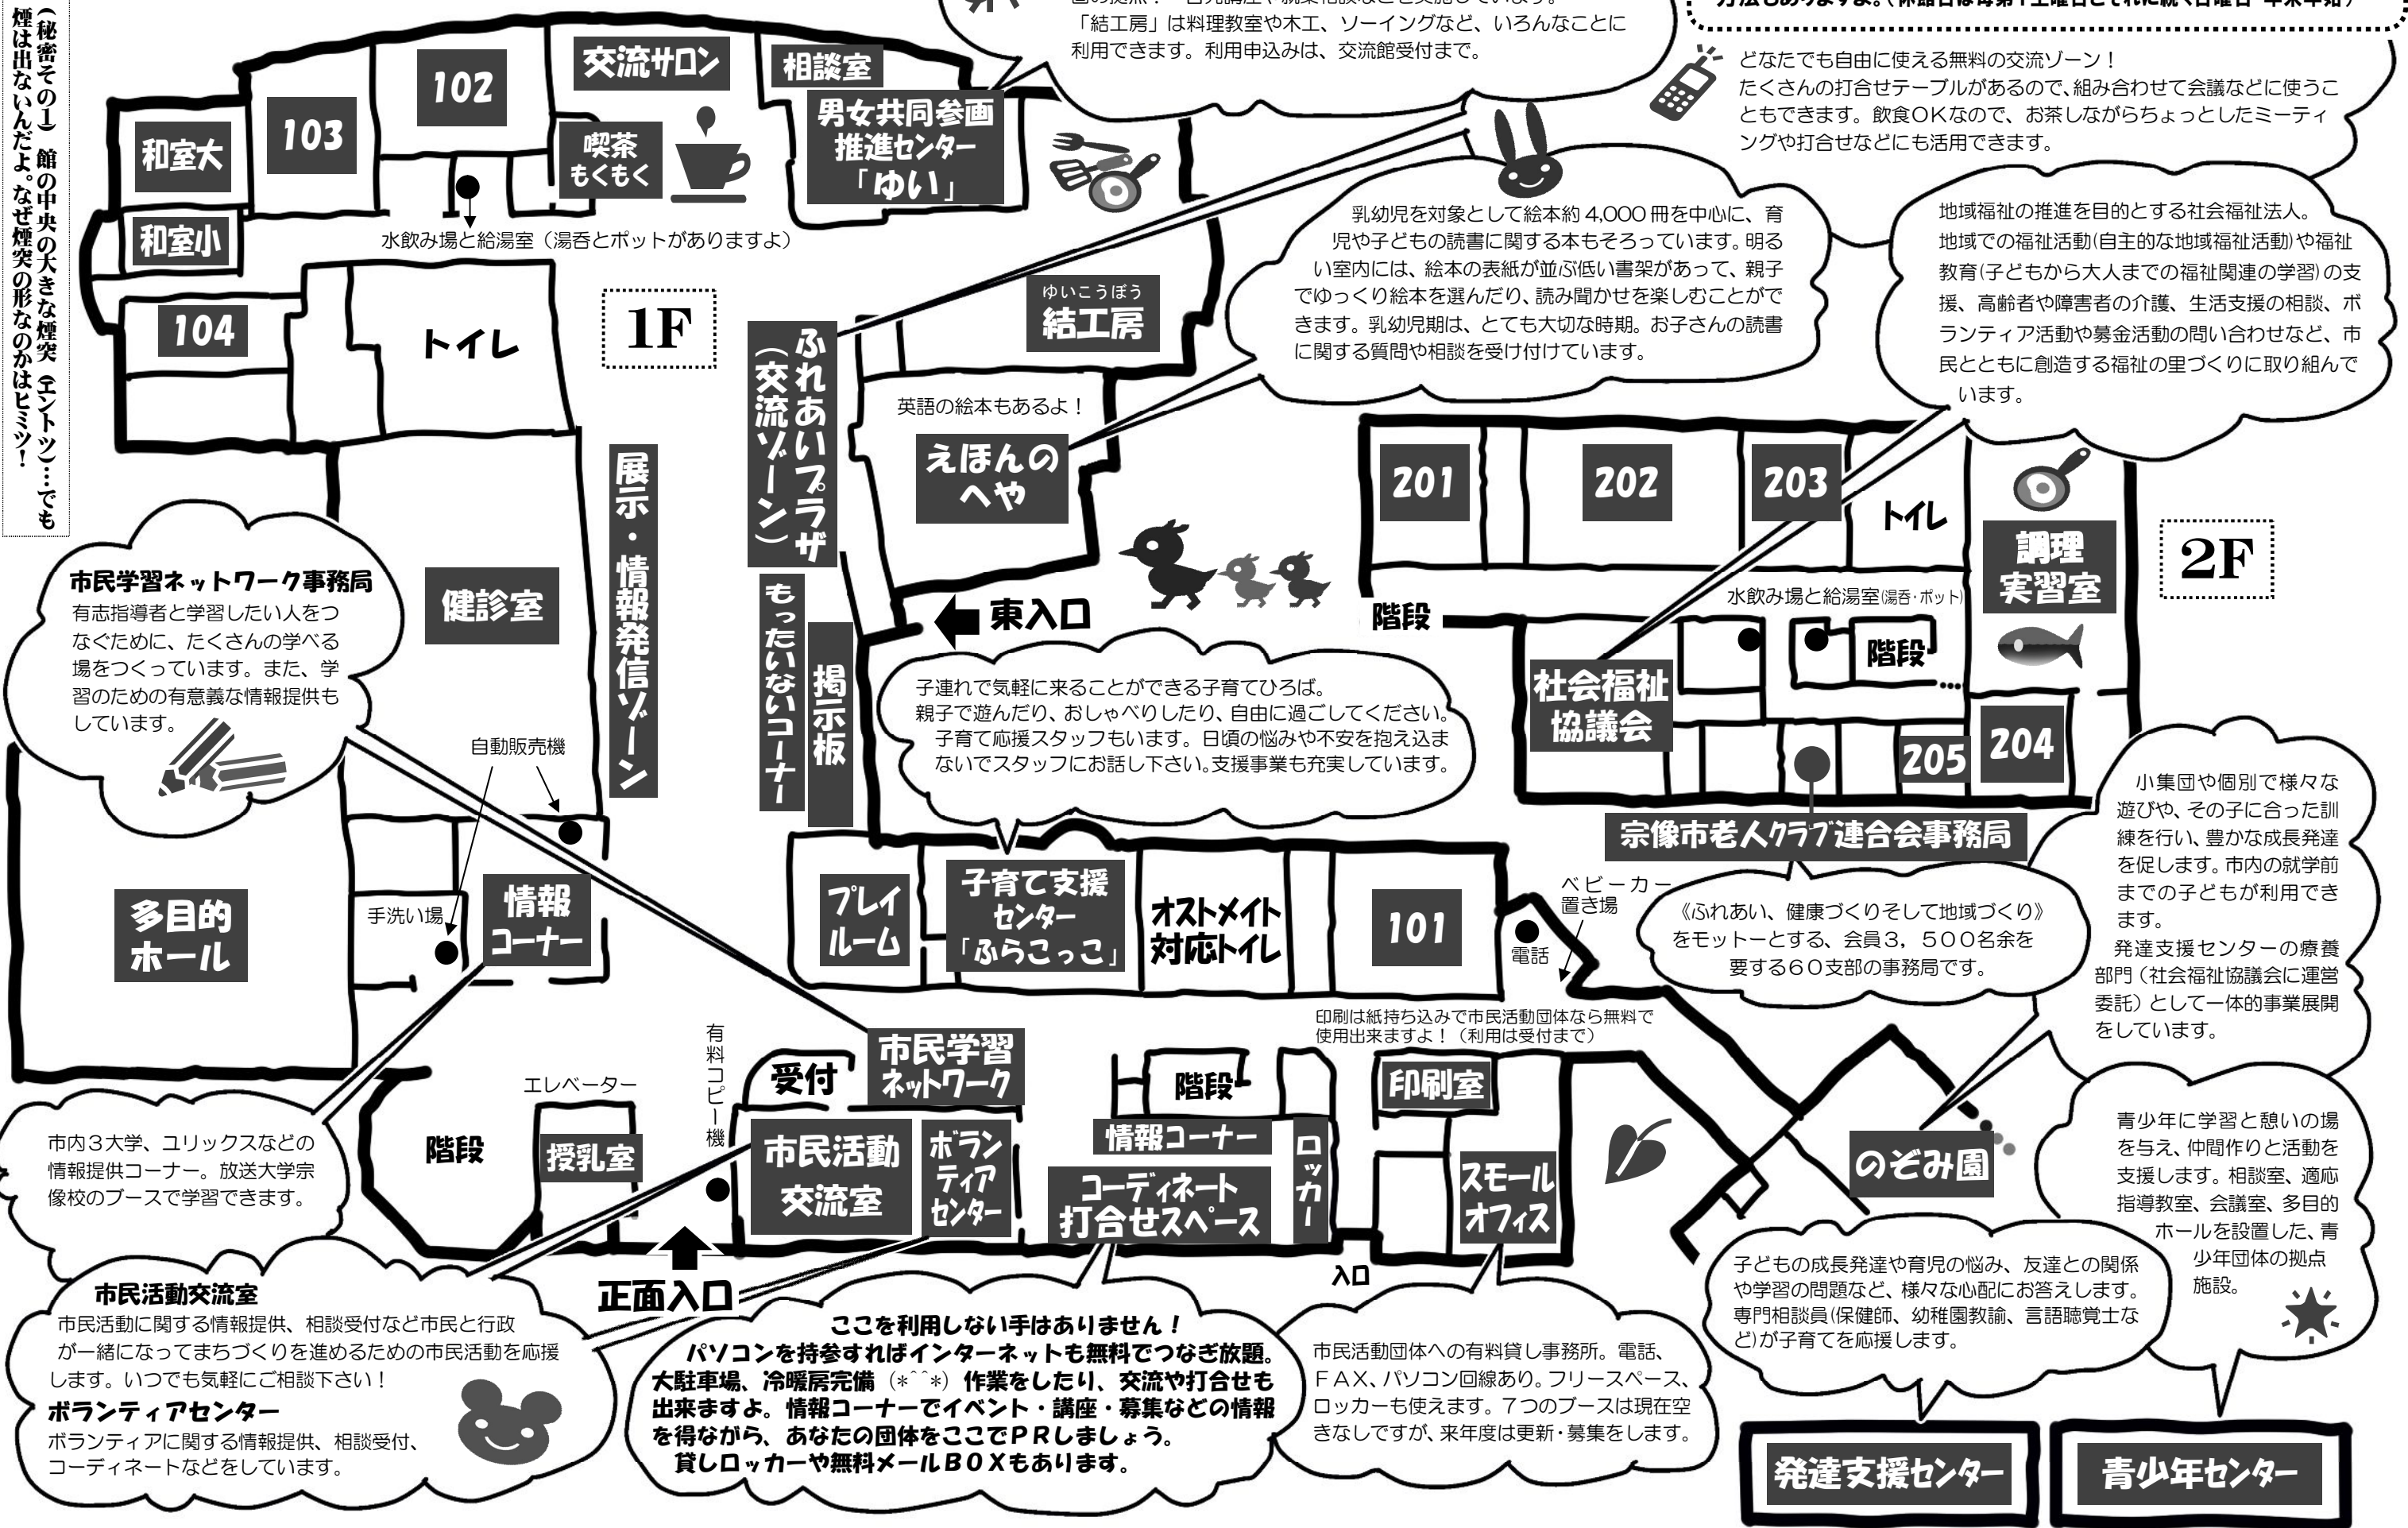 (秘密その1) 館の中央の大きな煙突(エントツ)…でも
煙は出ないんだよ。なぜ煙突の形なのかはヒミツ!
「結工房」は料理教室や木工、ソーイングなど、いろんなことに
利用できます。利用申込みは、交流館受付まで。
どなたでも自由に使える無料の交流ゾーン!
たくさんの打合せテーブルがあるので、組み合わせて会議などに使うこ
ともできます。飲食OKなので、お茶しながらちょっとしたミーティ
ングや打合せなどにも活用できます。
和室大
103
102
交流サロン
相談室
喫茶
もくもく
男女共同参画
推進センター
「ゆい」
和室小
水飲み場と給湯室(湯呑とポットがありますよ)
104
トイレ
1F
ふれあいプラザ
(交流ゾーン)
ゆいこうぼう
結工房
英語の絵本もあるよ!
えほんの
へや
乳幼児を対象として絵本約 4,000 冊を中心に、育
児や子どもの読書に関する本もそろっています。明る
い室内には、絵本の表紙が並ぶ低い書架があって、親子
でゆっくり絵本を選んだり、読み聞かせを楽しむことがで
きます。乳幼児期は、とても大切な時期。お子さんの読書
に関する質問や相談を受け付けています。
地域福祉の推進を目的とする社会福祉法人。
地域での福祉活動(自主的な地域福祉活動)や福祉
教育(子どもから大人までの福祉関連の学習)の支
援、高齢者や障害者の介護、生活支援の相談、ボ
ランティア活動や募金活動の問い合わせなど、市
民とともに創造する福祉の里づくりに取り組んで
います。
市民学習ネットワーク事務局
有志指導者と学習したい人をつ
なぐために、たくさんの学べる
場をつくっています。また、学
習のための有意義な情報提供も
しています。
健診室
展示・情報発信ゾーン
もったいないコーナー
掲示板
東入口
201
202
203
トイレ
調理
実習室
2F
階段
水飲み場と給湯室(湯呑・ポット)
階段
社会福祉
協議会
205
204
宗像市老人クラブ連合会事務局
《ふれあい、健康づくりそして地域づくり》
をモットーとする、会員3,500名余を
要する60支部の事務局です。
子連れで気軽に来ることができる子育てひろば。
親子で遊んだり、おしゃべりしたり、自由に過ごしてください。
子育て応援スタッフもいます。日頃の悩みや不安を抱え込ま
ないでスタッフにお話し下さい。支援事業も充実しています。
自動販売機
多目的
ホール
手洗い場
情報
コーナー
プレイ
ルーム
子育て支援
センター
「ふらこっこ」
オストメイト
対応トイレ
101
電話
ベビーカー
置き場
小集団や個別で様々な
遊びや、その子に合った訓
練を行い、豊かな成長発達
を促します。市内の就学前
までの子どもが利用でき
ます。
発達支援センターの療養
部門(社会福祉協議会に運営
委託)として一体的事業展開
をしています。
印刷は紙持ち込みで市民活動団体なら無料で
使用出来ますよ!(利用は受付まで)
市内3大学、ユリックスなどの
情報提供コーナー。放送大学宗
像校のブースで学習できます。
階段
エレベーター
授乳室
有料コピー機
受付
市民学習
ネットワーク
市民活動
交流室
ボラン
ティア
センター
階段
情報コーナー
コーディネート
打合せスペース
ロッカー
印刷室
スモール
オフィス
のぞみ園
青少年に学習と憩いの場
を与え、仲間作りと活動を
支援します。相談室、適応
指導教室、会議室、多目的
ホールを設置した、青
少年団体の拠点
施設。
正面入口
入口
市民活動交流室
市民活動に関する情報提供、相談受付など市民と行政
が一緒になってまちづくりを進めるための市民活動を応援
します。いつでも気軽にご相談下さい!
ボランティアセンター
ボランティアに関する情報提供、相談受付、
コーディネートなどをしています。
ここを利用しない手はありません!
パソコンを持参すればインターネットも無料でつなぎ放題。
大駐車場、冷暖房完備(*^^*)作業をしたり、交流や打合せも
出来ますよ。情報コーナーでイベント・講座・募集などの情報
を得ながら、あなたの団体をここでPRしましょう。
貸しロッカーや無料メールBOXもあります。
市民活動団体への有料貸し事務所。電話、
FAX、パソコン回線あり。フリースペース、
ロッカーも使えます。7つのブースは現在空
きなしですが、来年度は更新・募集をします。
子どもの成長発達や育児の悩み、友達との関係
や学習の問題など、様々な心配にお答えします。
専門相談員(保健師、幼稚園教諭、言語聴覚士な
ど)が子育てを応援します。
発達支援センター
青少年センター